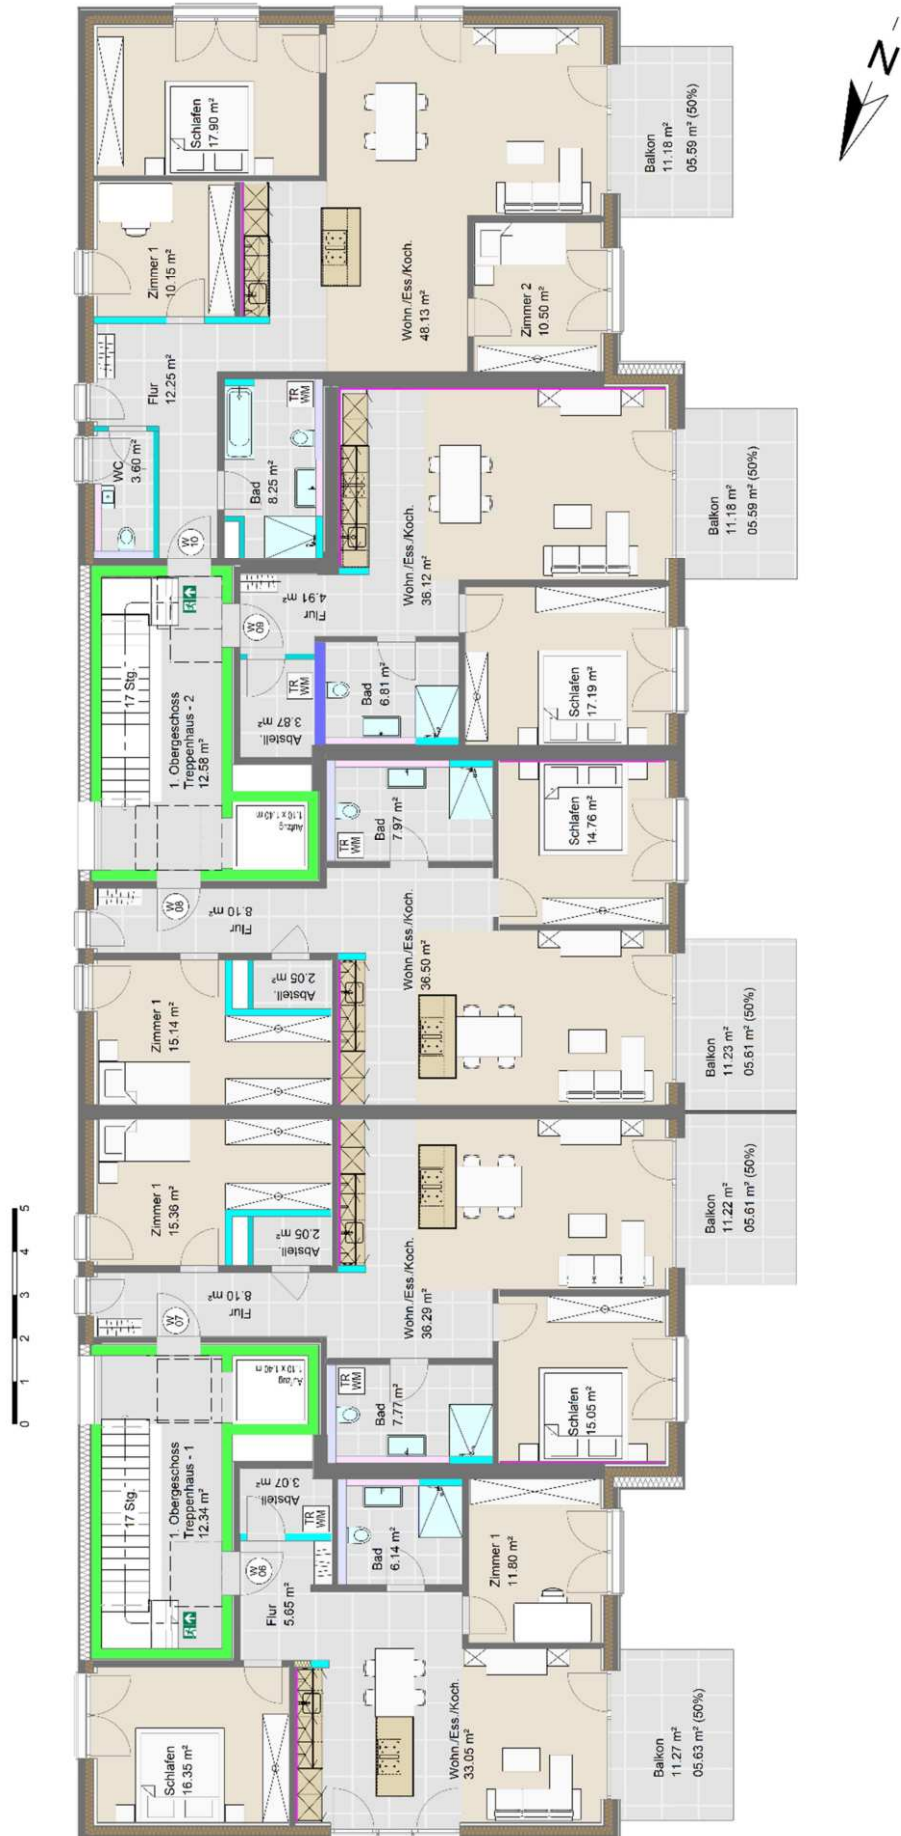 N
Schlafen
17.90 m²
Zimmer 1
10.15 m²
Wohn./Ess./Koch.
48.13 m²
Zimmer 2
10.50 m²
Balkon
11.18 m²
05.59 m² (50%)
Flur
12.25 m²
WC
3.60 m²
Bad
8.25 m²
TR
WM
W
10
Wohn./Ess./Koch.
36.12 m²
Balkon
11.18 m²
05.59 m² (50%)
Flur
4.91 m²
W
09
Abstell.
3.87 m²
TR
WM
Bad
6.81 m²
Schlafen
17.19 m²
17 Stg.
1. Obergeschoss
Treppenhaus - 2
12.58 m²
Aufzug
1.10 x 1.40 m
Bad
7.97 m²
TR
WM
Schlafen
14.76 m²
W
08
Flur
8.10 m²
Abstell.
2.05 m²
Zimmer 1
15.14 m²
Wohn./Ess./Koch.
36.50 m²
Balkon
11.23 m²
05.61 m² (50%)
Zimmer 1
15.36 m²
Abstell.
2.05 m²
Flur
8.10 m²
W
07
Wohn./Ess./Koch.
36.29 m²
Balkon
11.22 m²
05.61 m² (50%)
Bad
7.77 m²
TR
WM
Schlafen
15.05 m²
Aufzug
1.10 x 1.40 m
17 Stg.
1. Obergeschoss
Treppenhaus - 1
12.34 m²
Abstell.
3.07 m²
TR
WM
W
06
Flur
5.65 m²
Bad
6.14 m²
Zimmer 1
11.80 m²
Schlafen
16.35 m²
Wohn./Ess./Koch.
33.05 m²
Balkon
11.27 m²
05.63 m² (50%)
0 1 2 3 4 5